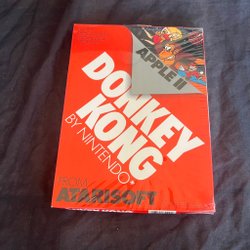 APPLE II
DONKEY
KONG
BY NINTENDO®
FROM
ATARISOFT